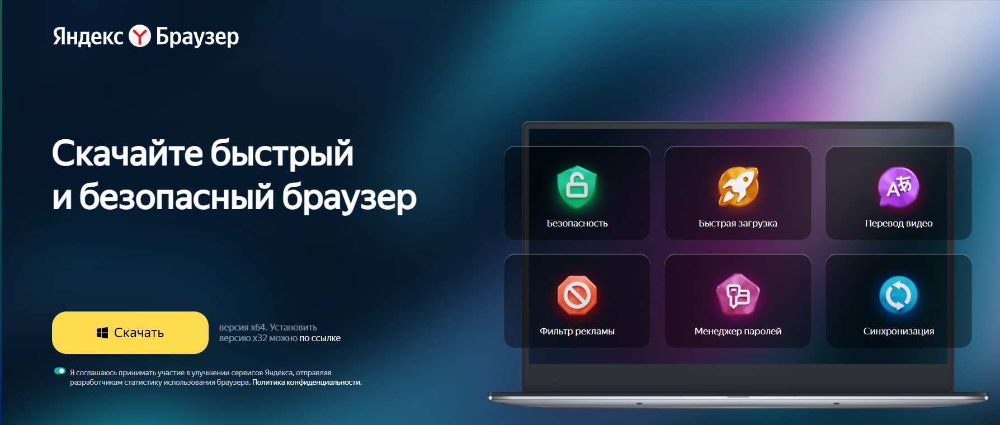 Яндекс Браузер
Скачайте быстрый
и безопасный браузер
Скачать
версия x64. Установить
версию x32 можно по ссылке
Я соглашаюсь принимать участие в улучшении сервисов Яндекса, отправляя
разработчикам статистику использования браузера. Политика конфиденциальности.
Безопасность
Быстрая загрузка
Aあ
Перевод видео
Фильтр рекламы
Менеджер паролей
Синхронизация